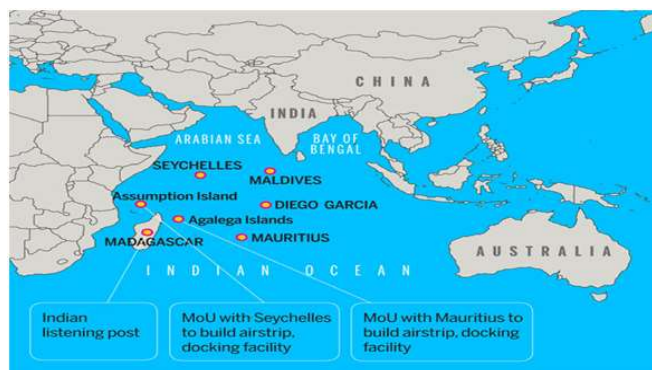 CHINA
INDIA
ARABIAN SEA
BAY OF
BENGAL
SEYCHELLES
MALDIVES
Assumption Island
DIEGO GARCIA
Agalega Islands
MADAGASCAR
MAURITIUS
AUSTRALIA
INDIAN OCEAN
Indian
listening post
MoU with Seychelles
to build airstrip,
docking facility
MoU with Mauritius to
build airstrip, docking
facility